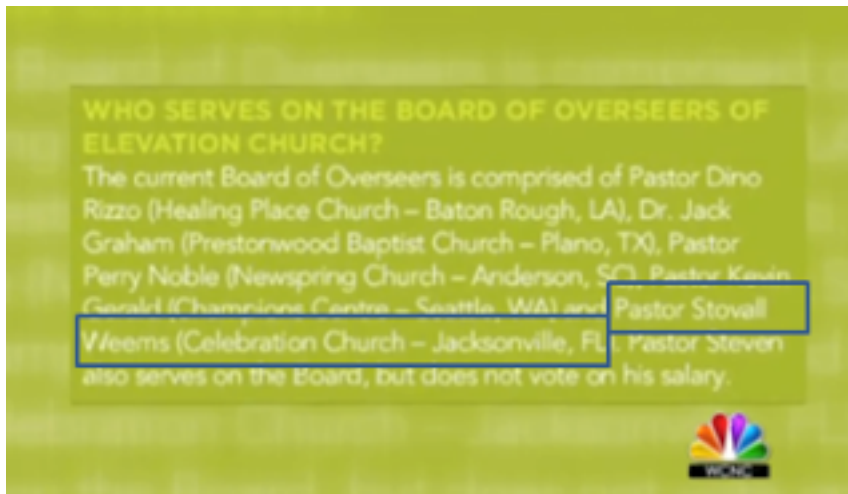 WHO SERVES ON THE BOARD OF OVERSEERS OF
ELEVATION CHURCH?
The current Board of Overseers is comprised of Pastor Dino
Rizzo (Healing Place Church – Baton Rough, LA), Dr. Jack
Graham (Prestonwood Baptist Church – Plano, TX), Pastor
Perry Noble (Newspring Church – Anderson, SC), Pastor Kevin
Gerald (Champions Centre – Seattle, WA) and Pastor Stovall
Weems (Celebration Church – Jacksonville, FL). Pastor Steven
also serves on the Board, but does not vote on his salary.
WCNC